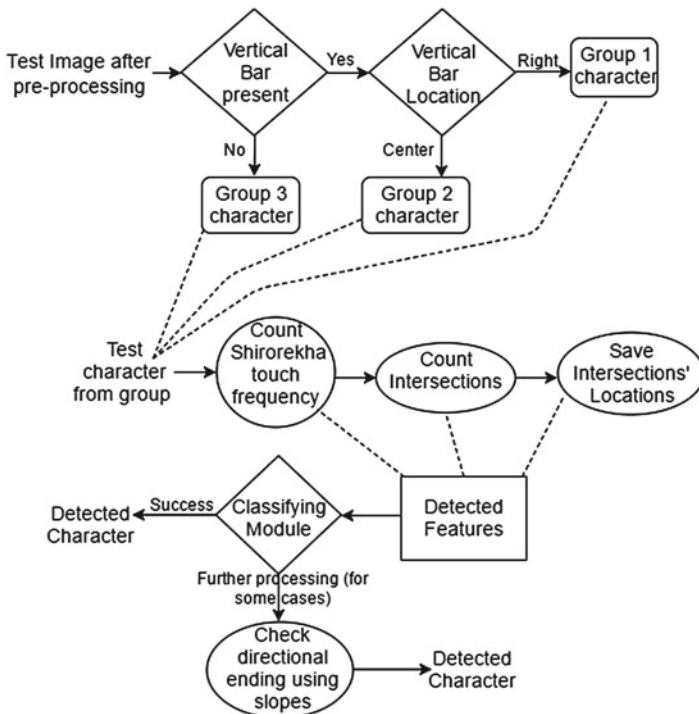 Test Image after
pre-processing
Vertical
Bar
present
Yes
Vertical
Bar
Location
Right
Group 1
character
No
Center
Group 3
character
Group 2
character
Test
character
from group
Count
Shirorekha
touch
frequency
Count
Intersections
Save
Intersections'
Locations
Detected
Character
Success
Classifying
Module
Detected
Features
Further processing (for
some cases)
Check
directional
ending using
slopes
Detected
Character